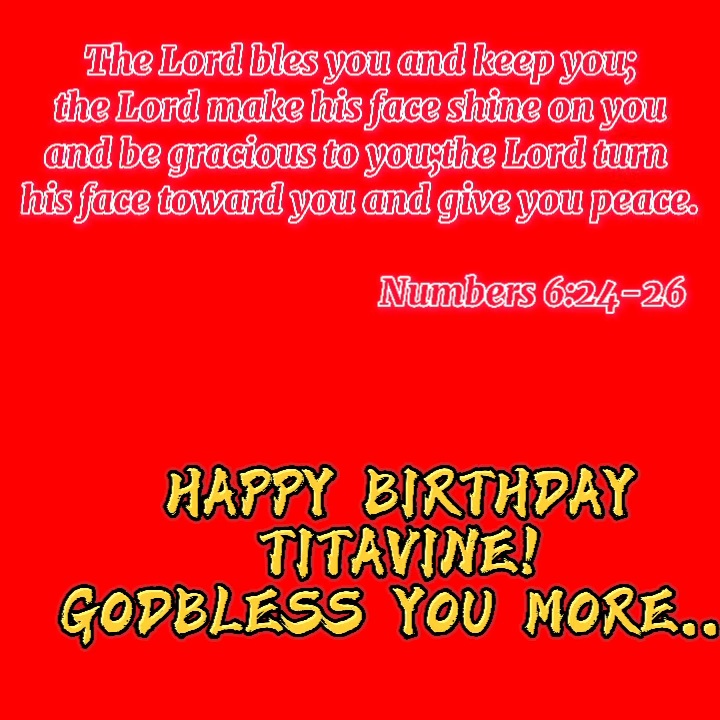 The Lord bles you and keep you;
the Lord make his face shine on you
and be gracious to you;the Lord turn
his face toward you and give you peace.
Numbers 6:24-26
HAPPY BIRTHDAY
TITAVINE!
GODBLESS YOU MORE..